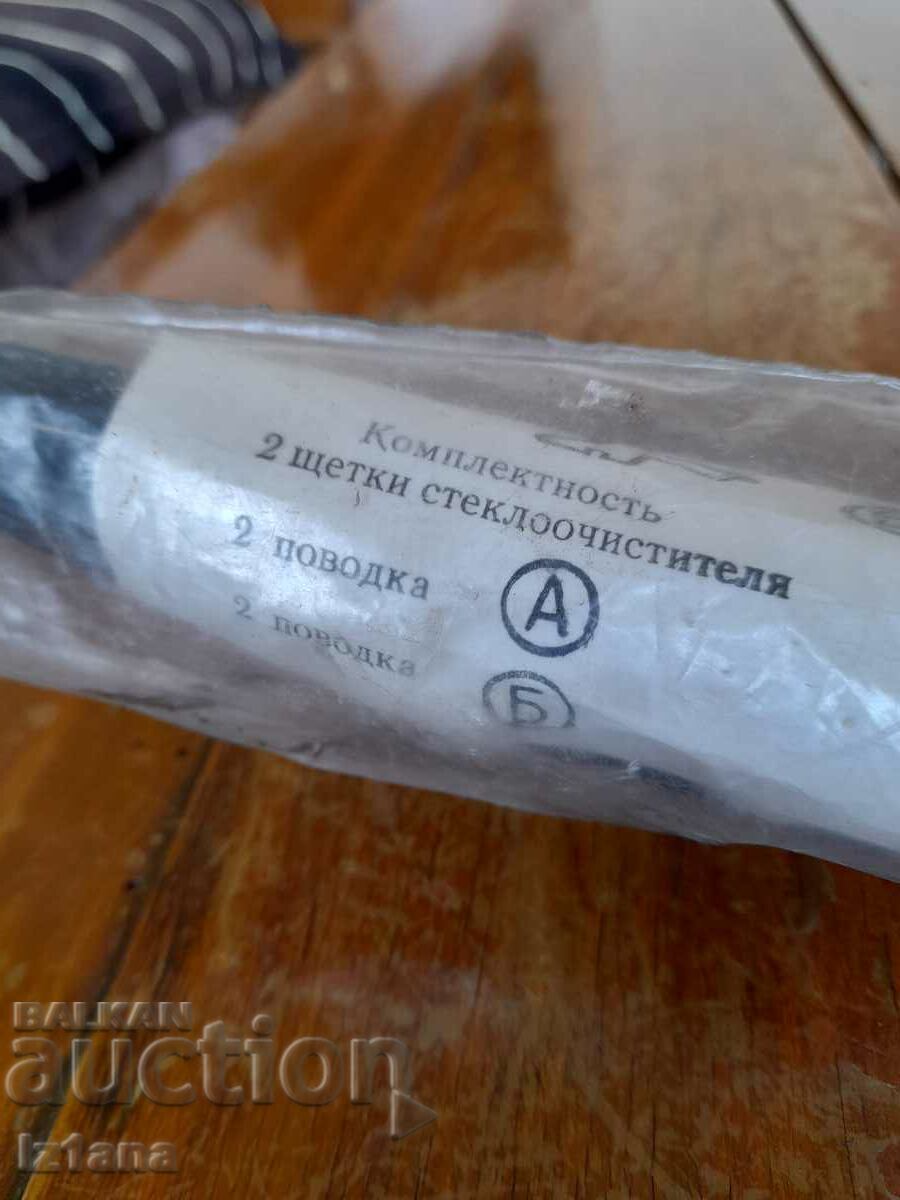 Комплектность
2 щетки стеклоочистителя
2 поводка А
2 поводка Б
BALKAN
auction
Iz1ana